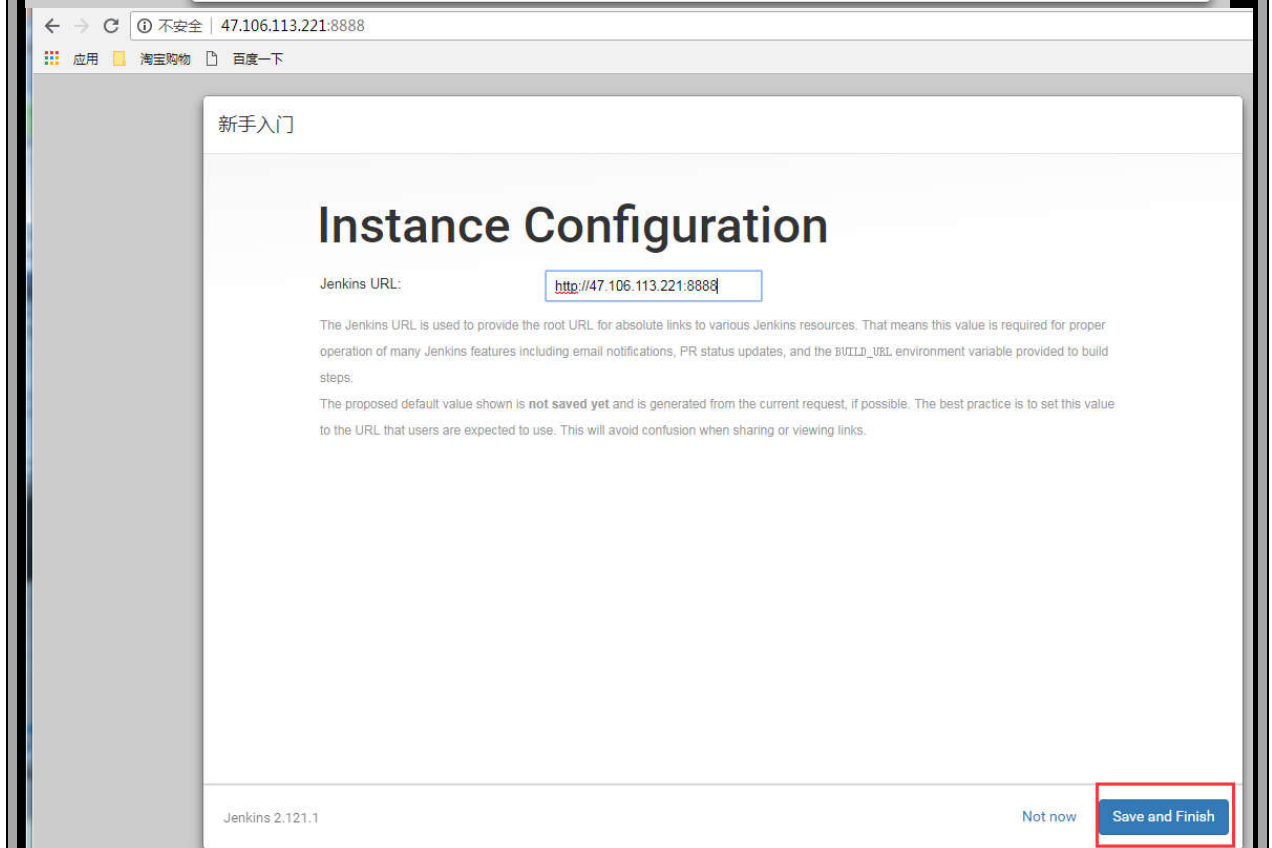 不安全 | 47.106.113.221:8888
应用 淘宝购物 百度一下
新手入门
Instance Configuration
Jenkins URL: http://47.106.113.221:8888
The Jenkins URL is used to provide the root URL for absolute links to various Jenkins resources. That means this value is required for proper
operation of many Jenkins features including email notifications, PR status updates, and the BUILD_URL environment variable provided to build
steps.
The proposed default value shown is not saved yet and is generated from the current request, if possible. The best practice is to set this value
to the URL that users are expected to use. This will avoid confusion when sharing or viewing links.
Jenkins 2.121.1 Not now Save and Finish